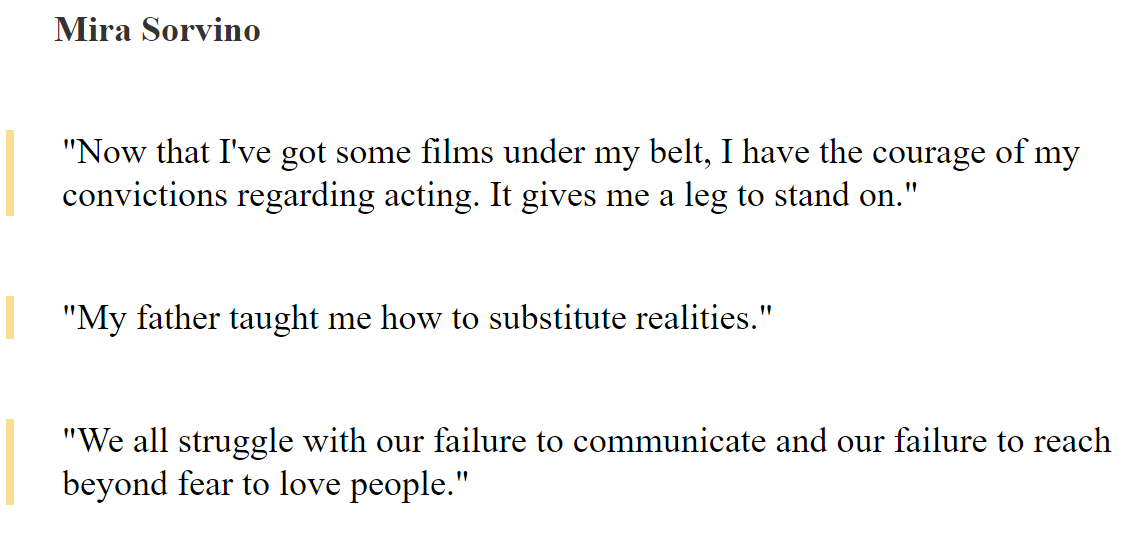 Mira Sorvino
"Now that I've got some films under my belt, I have the courage of my
convictions regarding acting. It gives me a leg to stand on."
"My father taught me how to substitute realities."
"We all struggle with our failure to communicate and our failure to reach
beyond fear to love people."